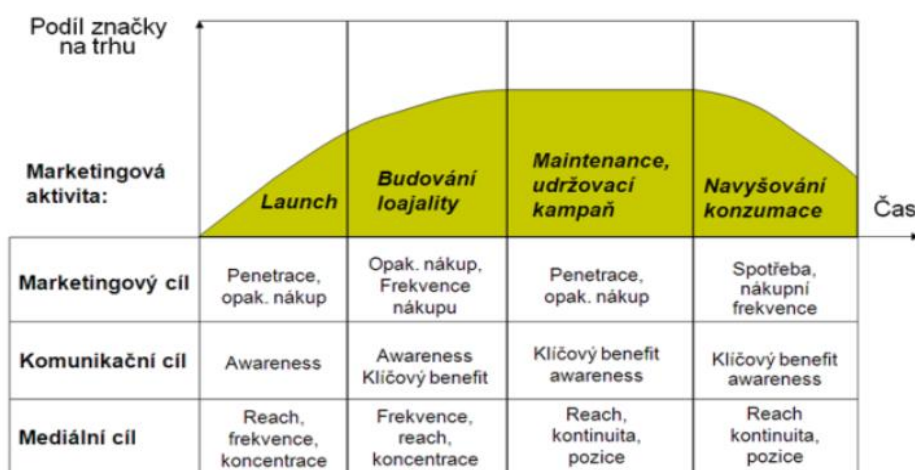 Podíl značky
na trhu
Marketingová
aktivita:
Launch
Budování
loajality
Maintenance,
udržovací
kampaň
Navyšování
konzumace
Čas
Marketingový cíl
Penetrace,
opak. nákup
Opak. nákup,
Frekvence
nákupu
Penetrace,
opak. nákup
Spotřeba,
nákupní
frekvence
Komunikační cíl
Awareness
Awareness
Klíčový benefit
Klíčový benefit
awareness
Klíčový benefit
awareness
Mediální cíl
Reach,
frekvence,
koncentrace
Frekvence,
reach,
koncentrace
Reach,
kontinuita,
pozice
Reach
kontinuita,
pozice